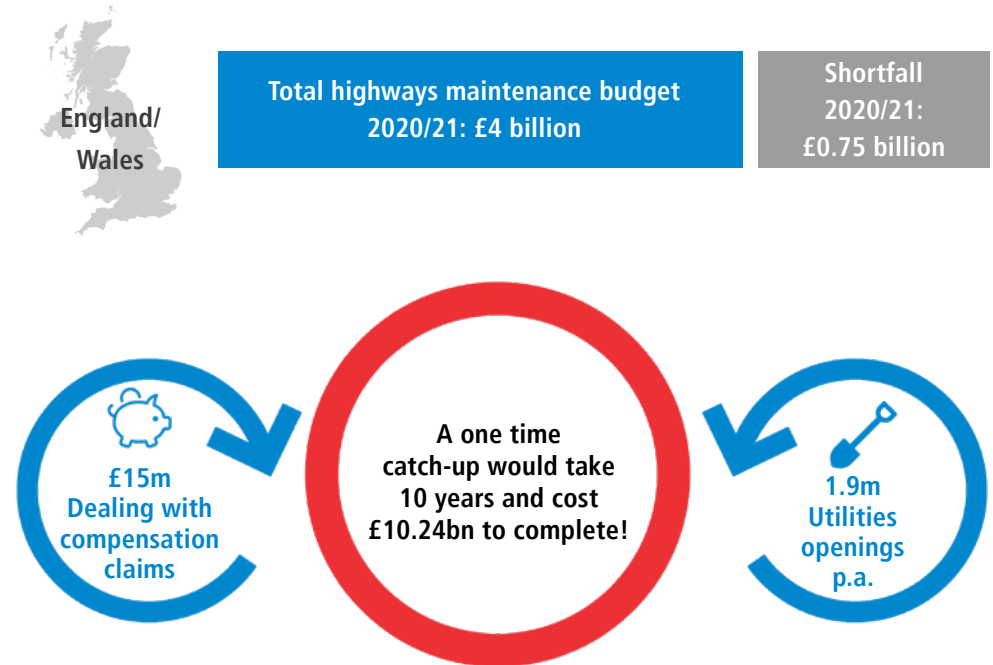 England/
Wales
Total highways maintenance budget
2020/21: £4 billion
Shortfall
2020/21:
£0.75 billion
£15m
Dealing with
compensation
claims
A one time
catch-up would take
10 years and cost
£10.24bn to complete!
1.9m
Utilities
openings
p.a.